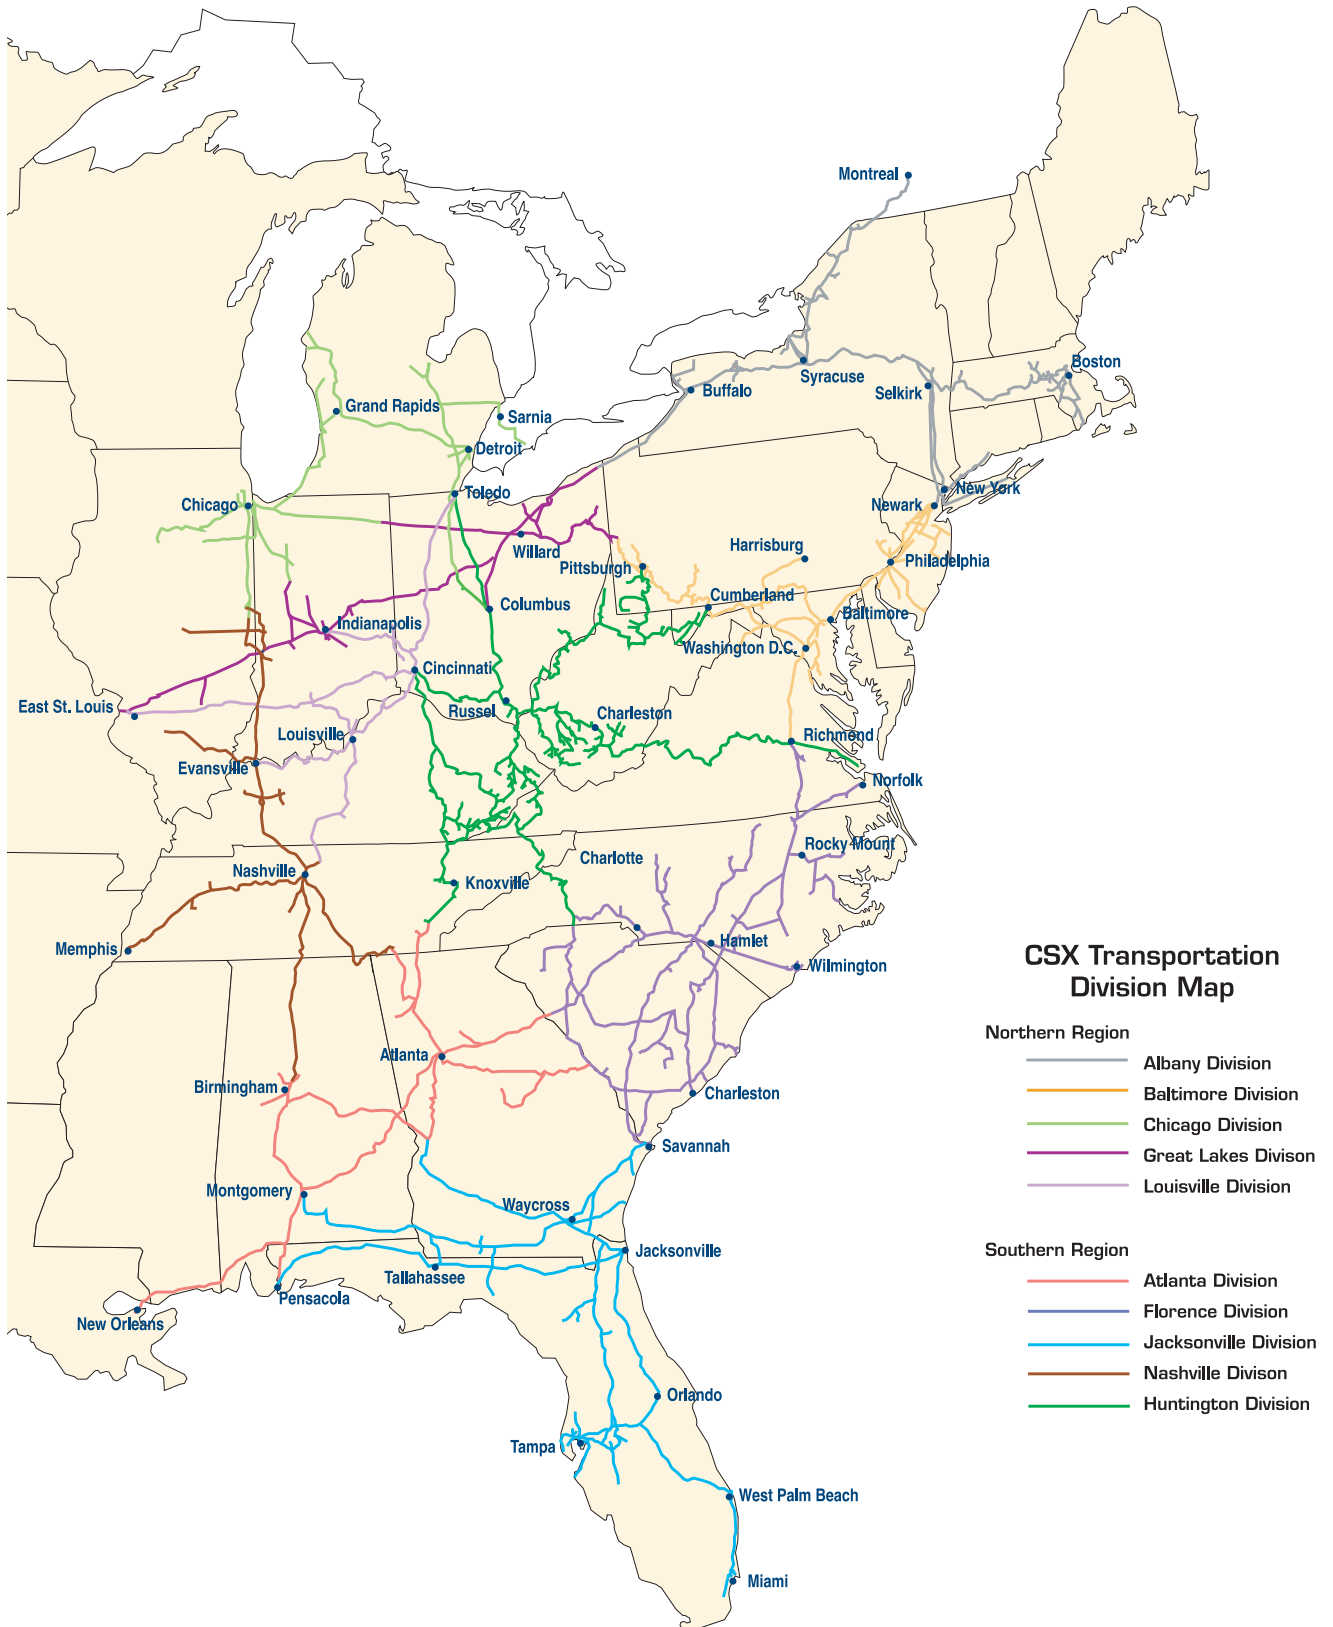 Montreal
Boston
Syracuse
Buffalo
Selkirk
Grand Rapids
Sarnia
Detroit
Toledo
New York
Chicago
Newark
Willard
Harrisburg
Pittsburgh
Philadelphia
Cumberland
Columbus
Baltimore
Indianapolis
Washington D.C.
Cincinnati
East St. Louis
Russel
Charleston
Louisville
Richmond
Evansville
Norfolk
Rocky Mount
Charlotte
Nashville
Knoxville
Hamlet
Memphis
Wilmington
Atlanta
Birmingham
Charleston
Savannah
Montgomery
Waycross
Jacksonville
Tallahassee
Pensacola
New Orleans
Orlando
Tampa
West Palm Beach
Miami
CSX Transportation
Division Map
Northern Region
Albany Division
Baltimore Division
Chicago Division
Great Lakes Divison
Louisville Division
Southern Region
Atlanta Division
Florence Division
Jacksonville Division
Nashville Divison
Huntington Division